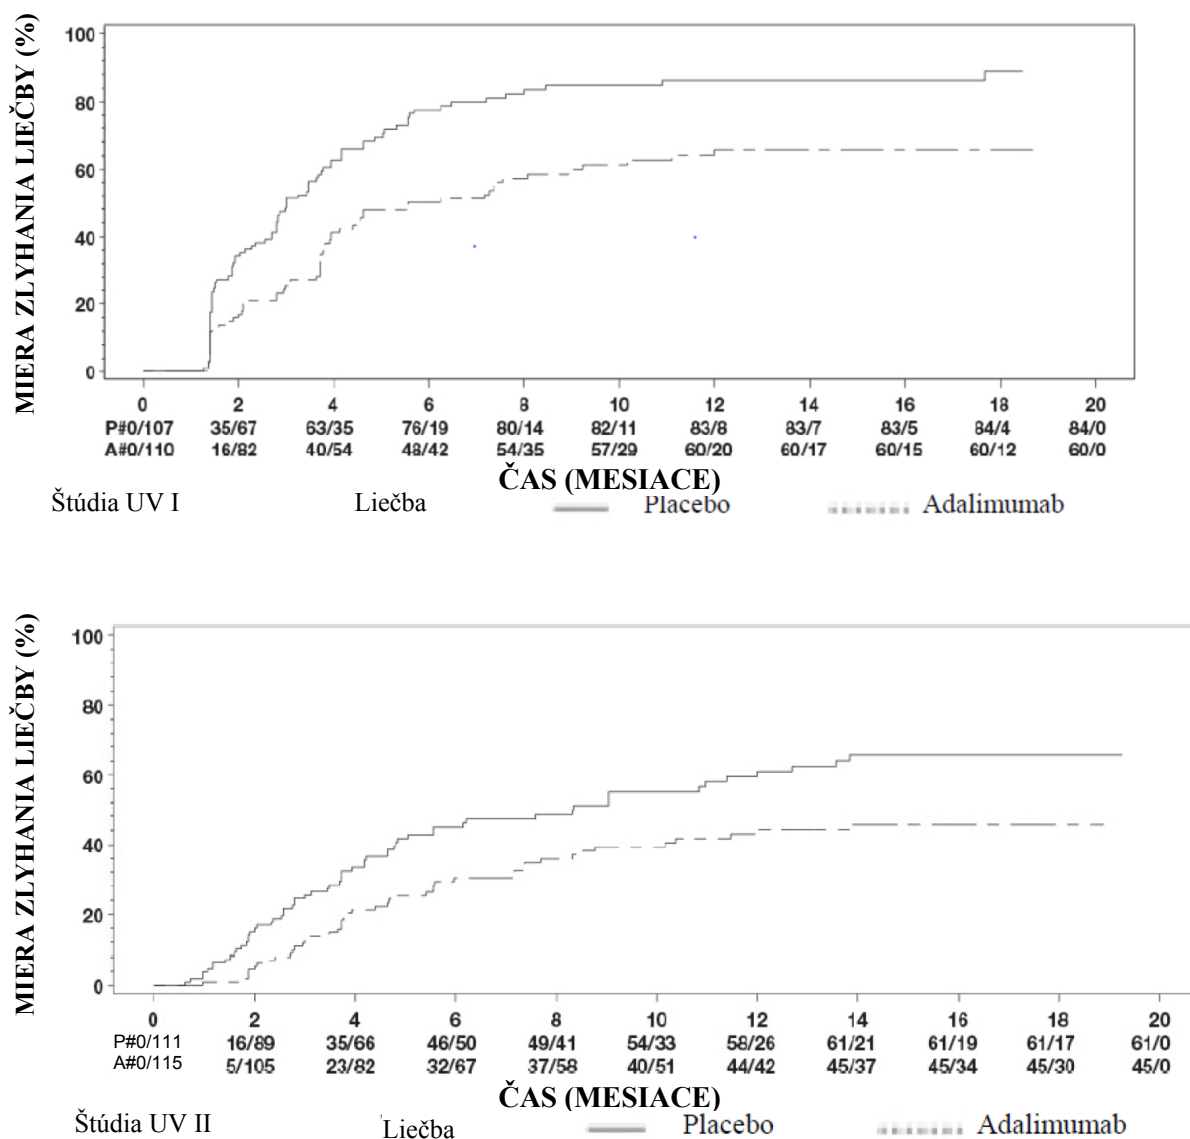 MIERA ZLYHANIA LIEČBY (%)
100
80
60
40
20
0
0 2 4 6 8 10 12 14 16 18 20
P#0/107 35/67 63/35 76/19 80/14 82/11 83/8 83/7 83/5 84/4 84/0
A#0/110 16/82 40/54 48/42 54/35 57/29 60/20 60/17 60/15 60/12 60/0
ČAS (MESIACE)
Štúdia UV I Liečba Placebo Adalimumab
MIERA ZLYHANIA LIEČBY (%)
100
80
60
40
20
0
0 2 4 6 8 10 12 14 16 18 20
P#0/111 16/89 35/66 46/50 49/41 54/33 58/26 61/21 61/19 61/17 61/0
A#0/115 5/105 23/82 32/67 37/58 40/51 44/42 45/37 45/34 45/30 45/0
ČAS (MESIACE)
Štúdia UV II Liečba Placebo Adalimumab